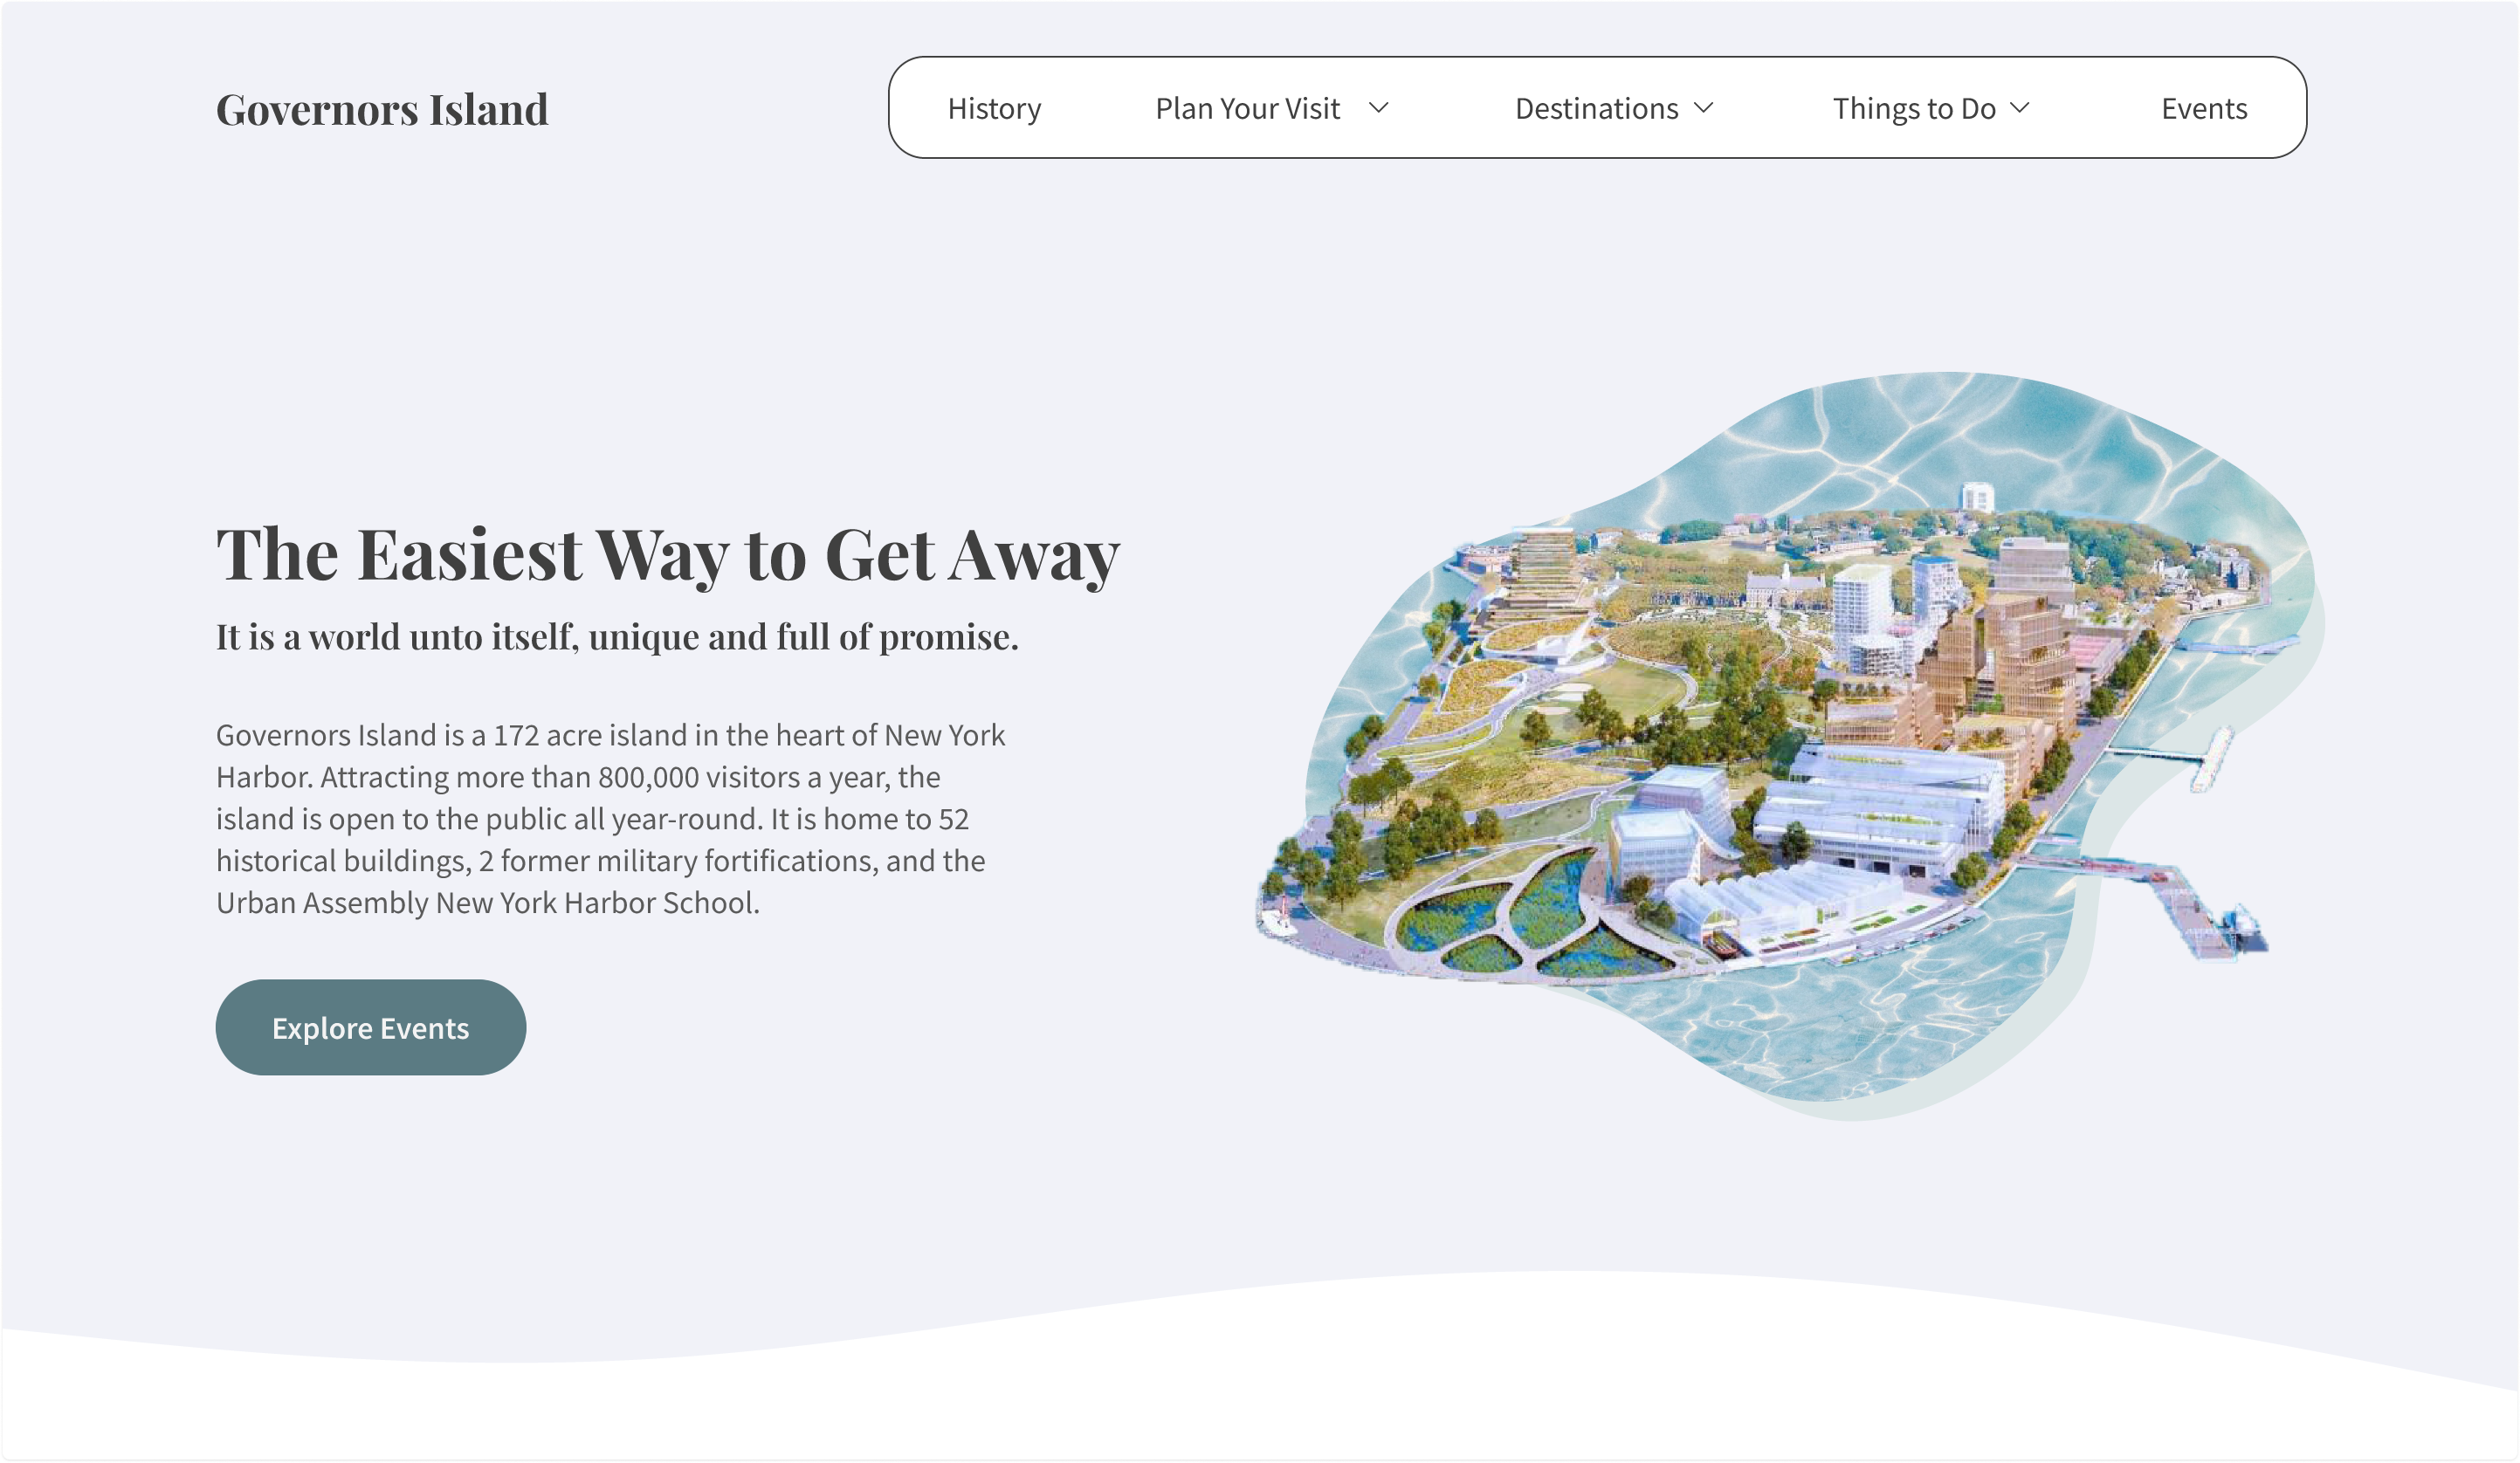 Governors Island
History Plan Your Visit Destinations Things to Do Events
The Easiest Way to Get Away
It is a world unto itself, unique and full of promise.
Governors Island is a 172 acre island in the heart of New York
Harbor. Attracting more than 800,000 visitors a year, the
island is open to the public all year-round. It is home to 52
historical buildings, 2 former military fortifications, and the
Urban Assembly New York Harbor School.
Explore Events